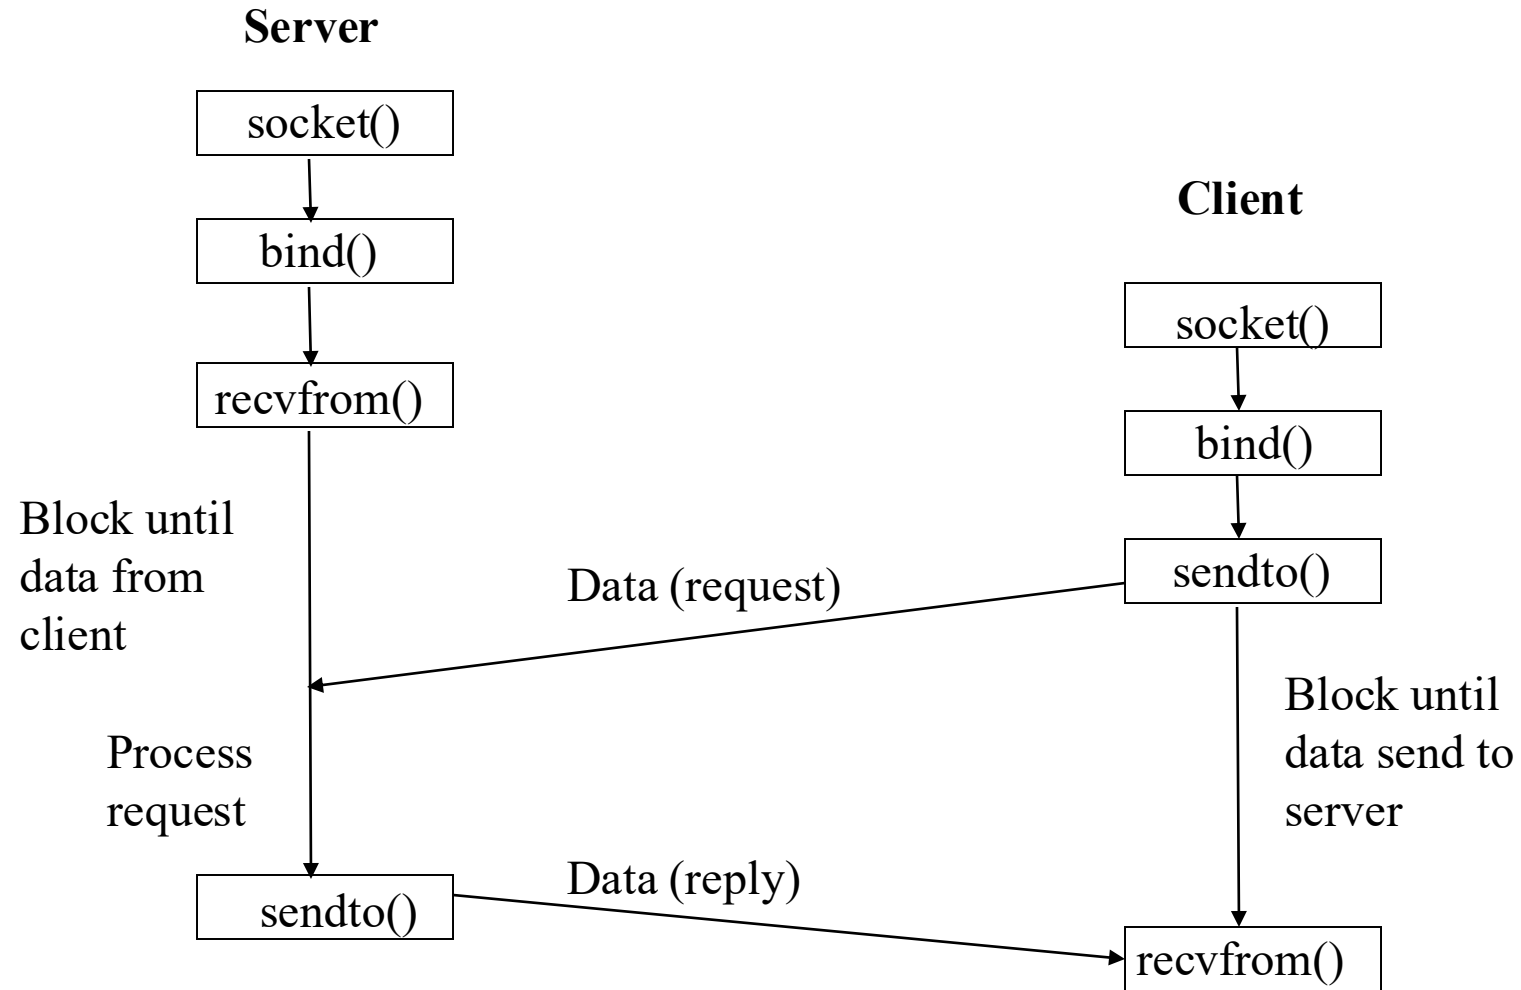 Server
socket()
bind()
recvfrom()
Block until
data from
client
Process
request
sendto()
Data (request)
Data (reply)
Client
socket()
bind()
sendto()
Block until
data send to
server
recvfrom()